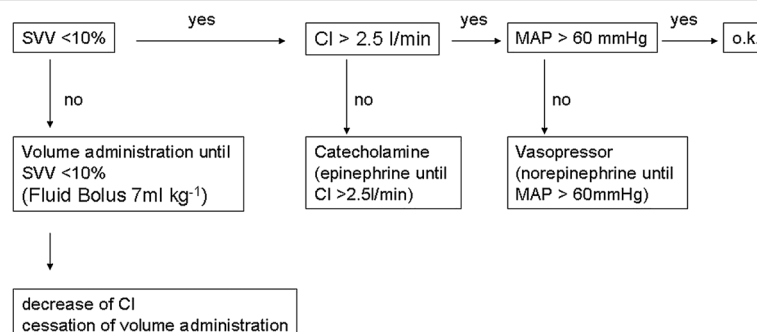 yes
yes
yes
SVV <10%
CI > 2.5 l/min
MAP > 60 mmHg
o.k.
no
no
no
Volume administration until
SVV <10%
(Fluid Bolus 7ml kg⁻¹)
Catecholamine
(epinephrine until
CI >2.5l/min)
Vasopressor
(norepinephrine until
MAP > 60mmHg)
decrease of CI
cessation of volume administration